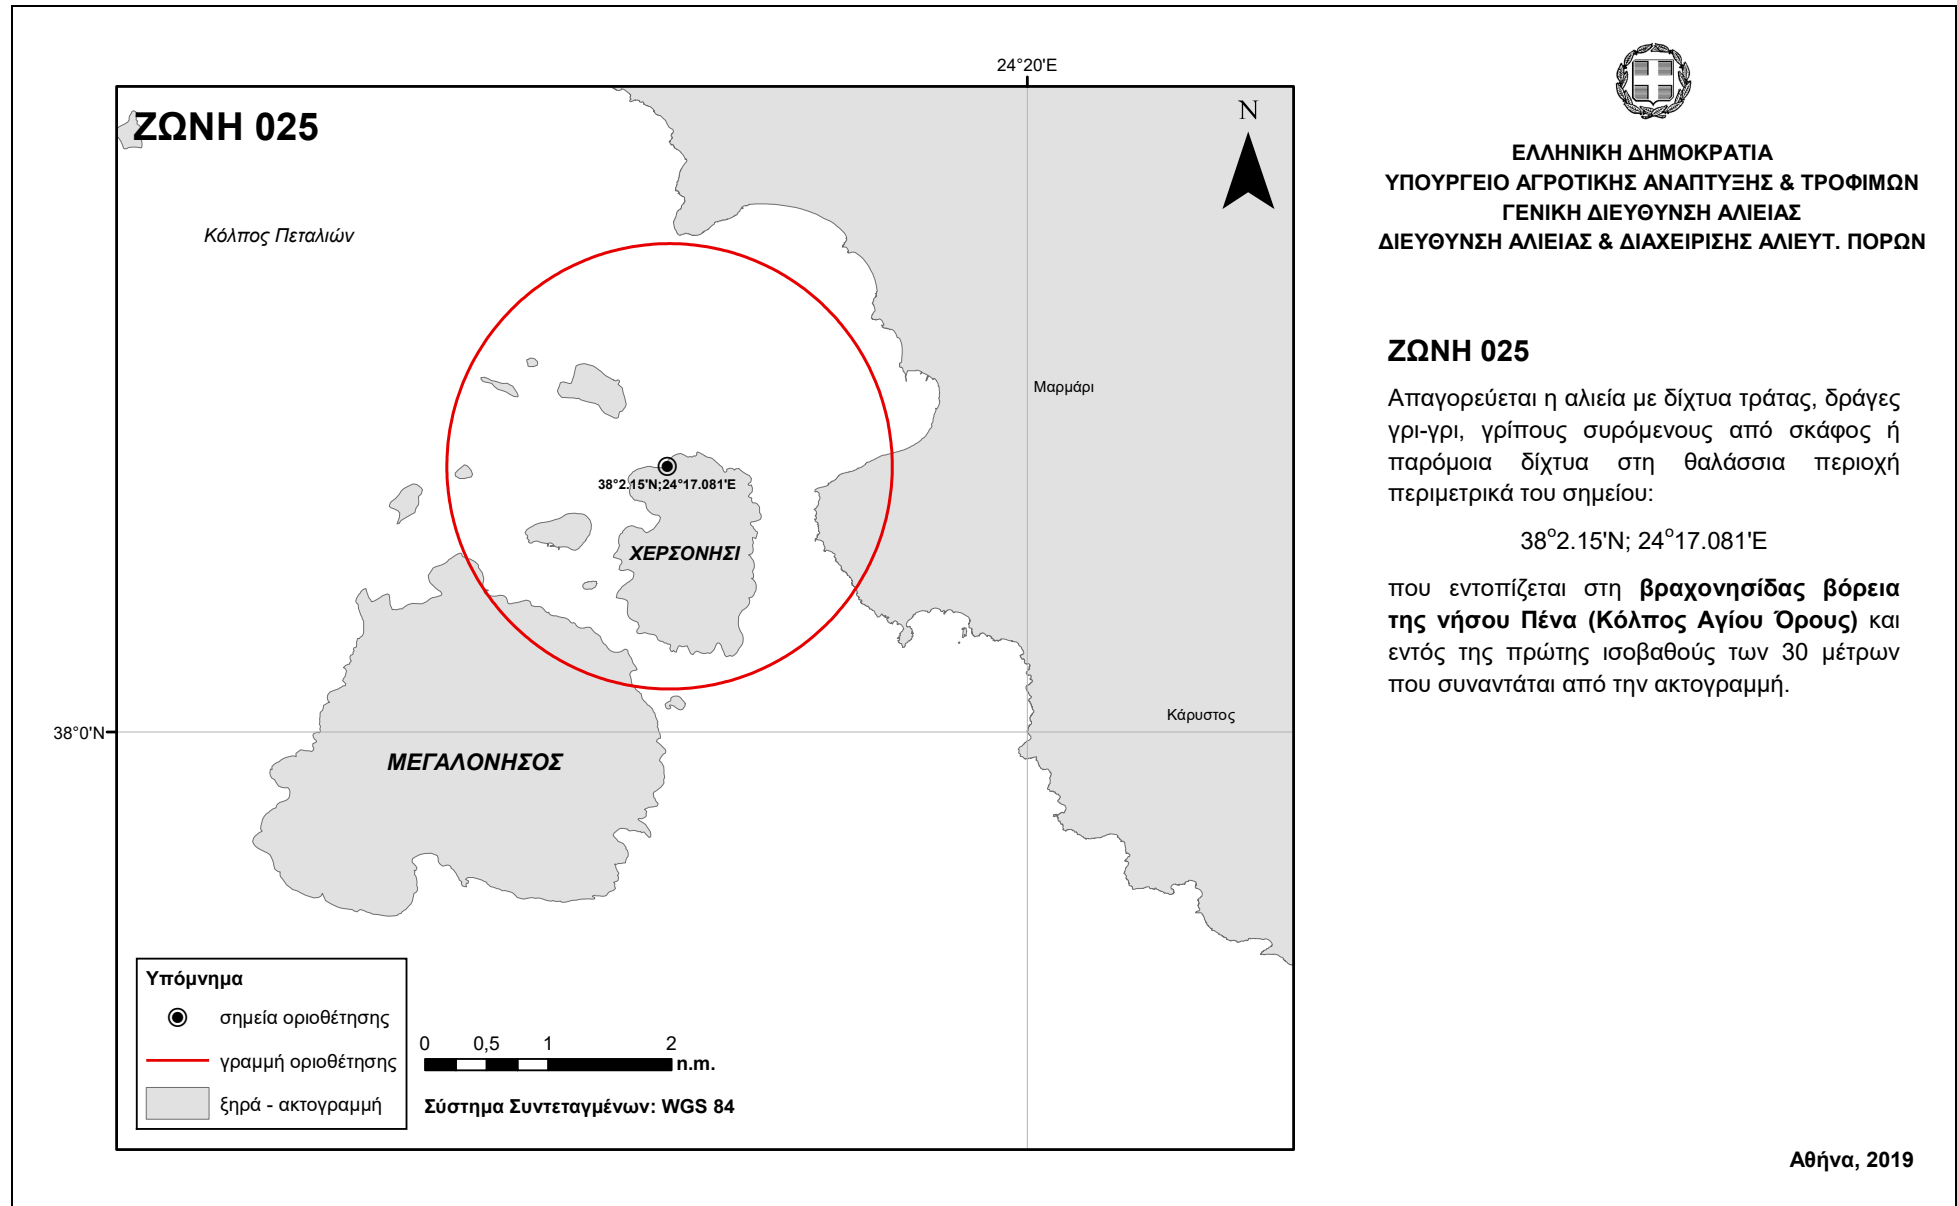 24°20'E
ΖΩΝΗ 025
N
Κόλπος Πεταλιών
Μαρμάρι
38°2.15'N;24°17.081'E
ΧΕΡΣΟΝΗΣΙ
Κάρυστος
38°0'N
ΜΕΓΑΛΟΝΗΣΟΣ
Υπόμνημα
σημεία οριοθέτησης
γραμμή οριοθέτησης
ξηρά - ακτογραμμή
0 0,5 1 2
n.m.
Σύστημα Συντεταγμένων: WGS 84
ΕΛΛΗΝΙΚΗ ΔΗΜΟΚΡΑΤΙΑ
ΥΠΟΥΡΓΕΙΟ ΑΓΡΟΤΙΚΗΣ ΑΝΑΠΤΥΞΗΣ & ΤΡΟΦΙΜΩΝ
ΓΕΝΙΚΗ ΔΙΕΥΘΥΝΣΗ ΑΛΙΕΙΑΣ
ΔΙΕΥΘΥΝΣΗ ΑΛΙΕΙΑΣ & ΔΙΑΧΕΙΡΙΣΗΣ ΑΛΙΕΥΤ. ΠΟΡΩΝ
ΖΩΝΗ 025
Απαγορεύεται η αλιεία με δίχτυα τράτας, δράγες
γρι-γρι, γρίπους συρόμενους από σκάφος ή
παρόμοια δίχτυα στη θαλάσσια περιοχή
περιμετρικά του σημείου:
38°2.15'N; 24°17.081'E
που εντοπίζεται στη βραχονησίδας βόρεια
της νήσου Πένα (Κόλπος Αγίου Όρους) και
εντός της πρώτης ισοβαθούς των 30 μέτρων
που συναντάται από την ακτογραμμή.
Αθήνα, 2019